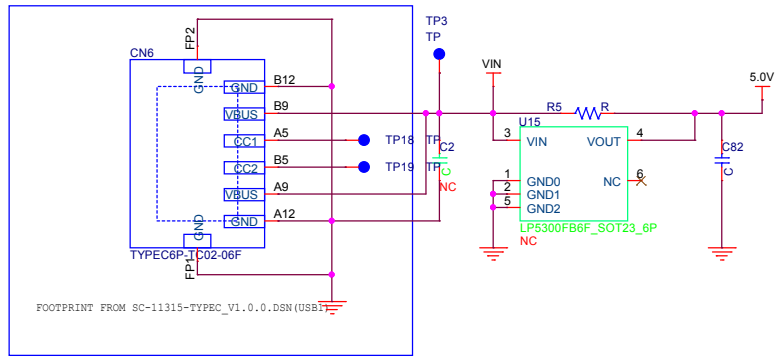 TP3
TP
FP2
CN6
GND
VIN
5.0V
GND
B12
VBUS
B9
R5
R
U15
CC1
A5
TP18
TP
C2
C
NC
3
VIN
VOUT
4
C82
C
CC2
B5
TP19
TP
VBUS
A9
1
GND0
2
GND1
5
GND2
NC
6
GND
A12
GND
LP5300FB6F_SOT23_6P
NC
TYPEC6P-TC02-06F
FP1
FOOTPRINT FROM SC-11315-TYPEC_V1.0.0.DSN(USB1)